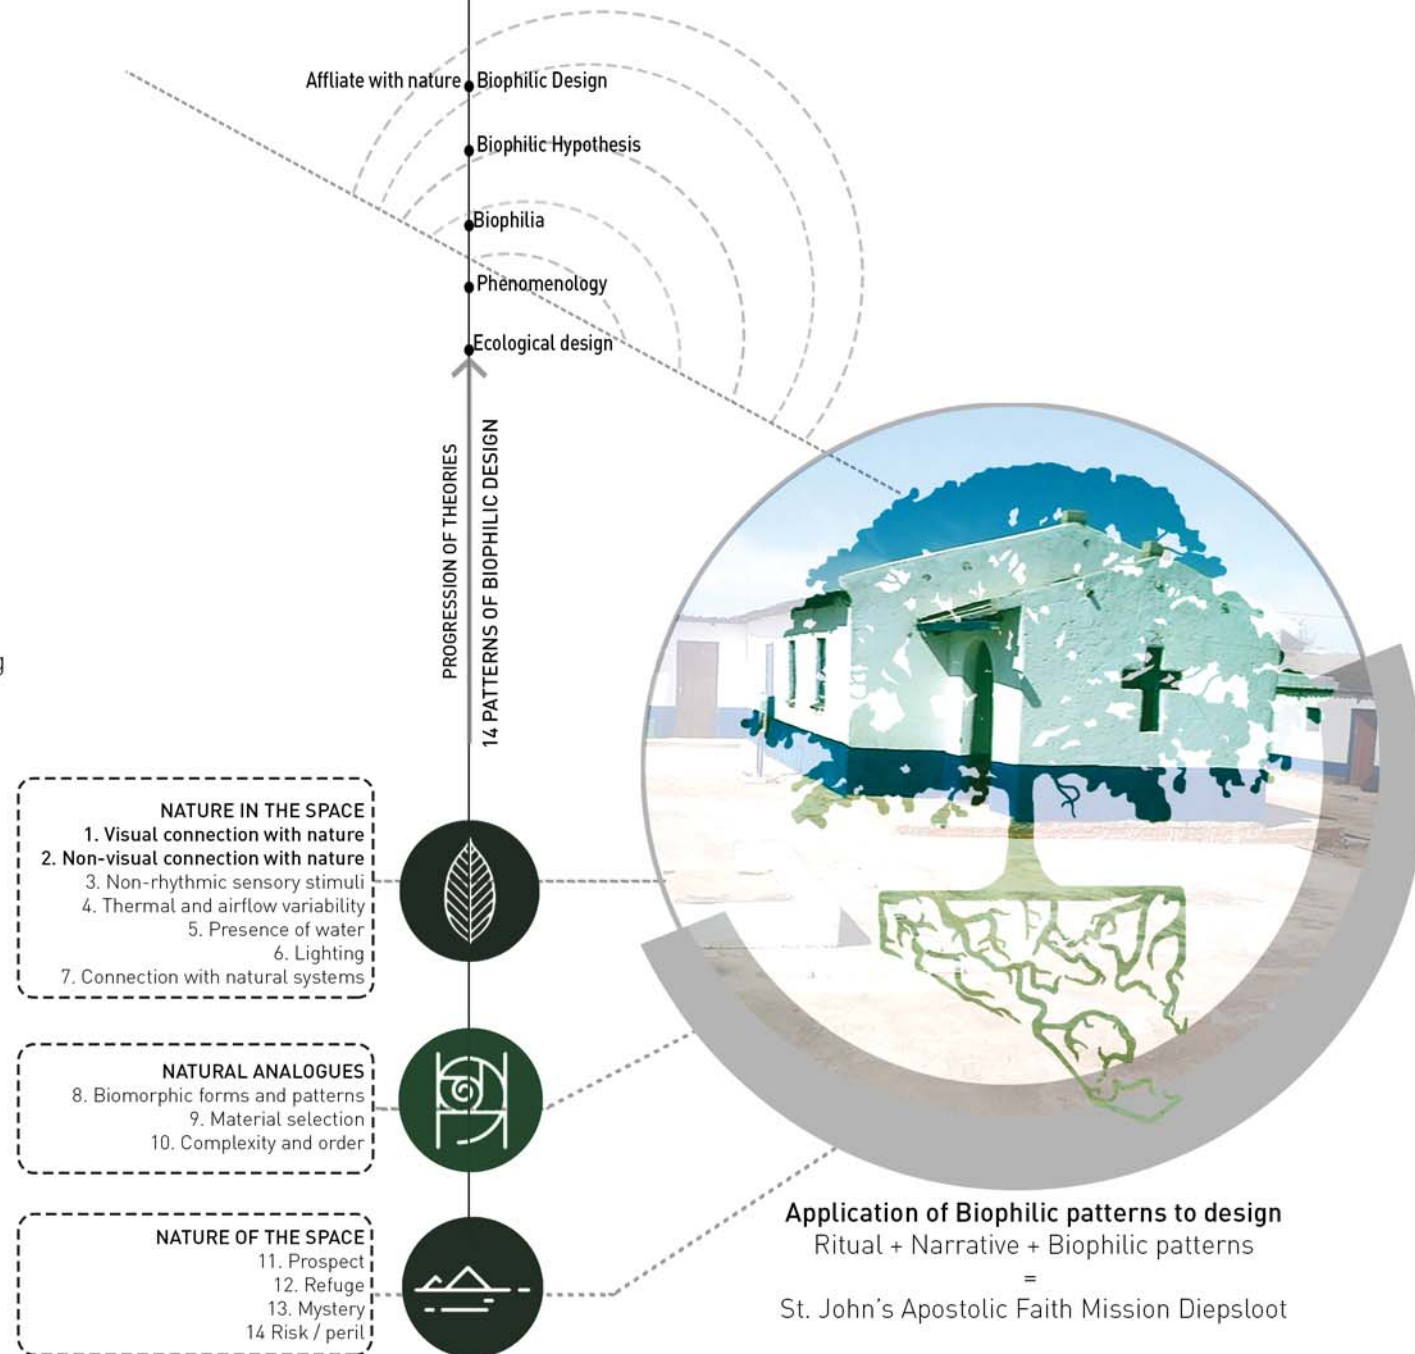 Affliate with nature
Biophilic Design
Biophilic Hypothesis
Biophilia
Phenomenology
Ecological design
PROGRESSION OF THEORIES
14 PATTERNS OF BIOPHILIC DESIGN
g
NATURE IN THE SPACE
1. Visual connection with nature
2. Non-visual connection with nature
3. Non-rhythmic sensory stimuli
4. Thermal and airflow variability
5. Presence of water
6. Lighting
7. Connection with natural systems
NATURAL ANALOGUES
8. Biomorphic forms and patterns
9. Material selection
10. Complexity and order
NATURE OF THE SPACE
11. Prospect
12. Refuge
13. Mystery
14 Risk / peril
Application of Biophilic patterns to design
Ritual + Narrative + Biophilic patterns
=
St. John's Apostolic Faith Mission Diepsloot